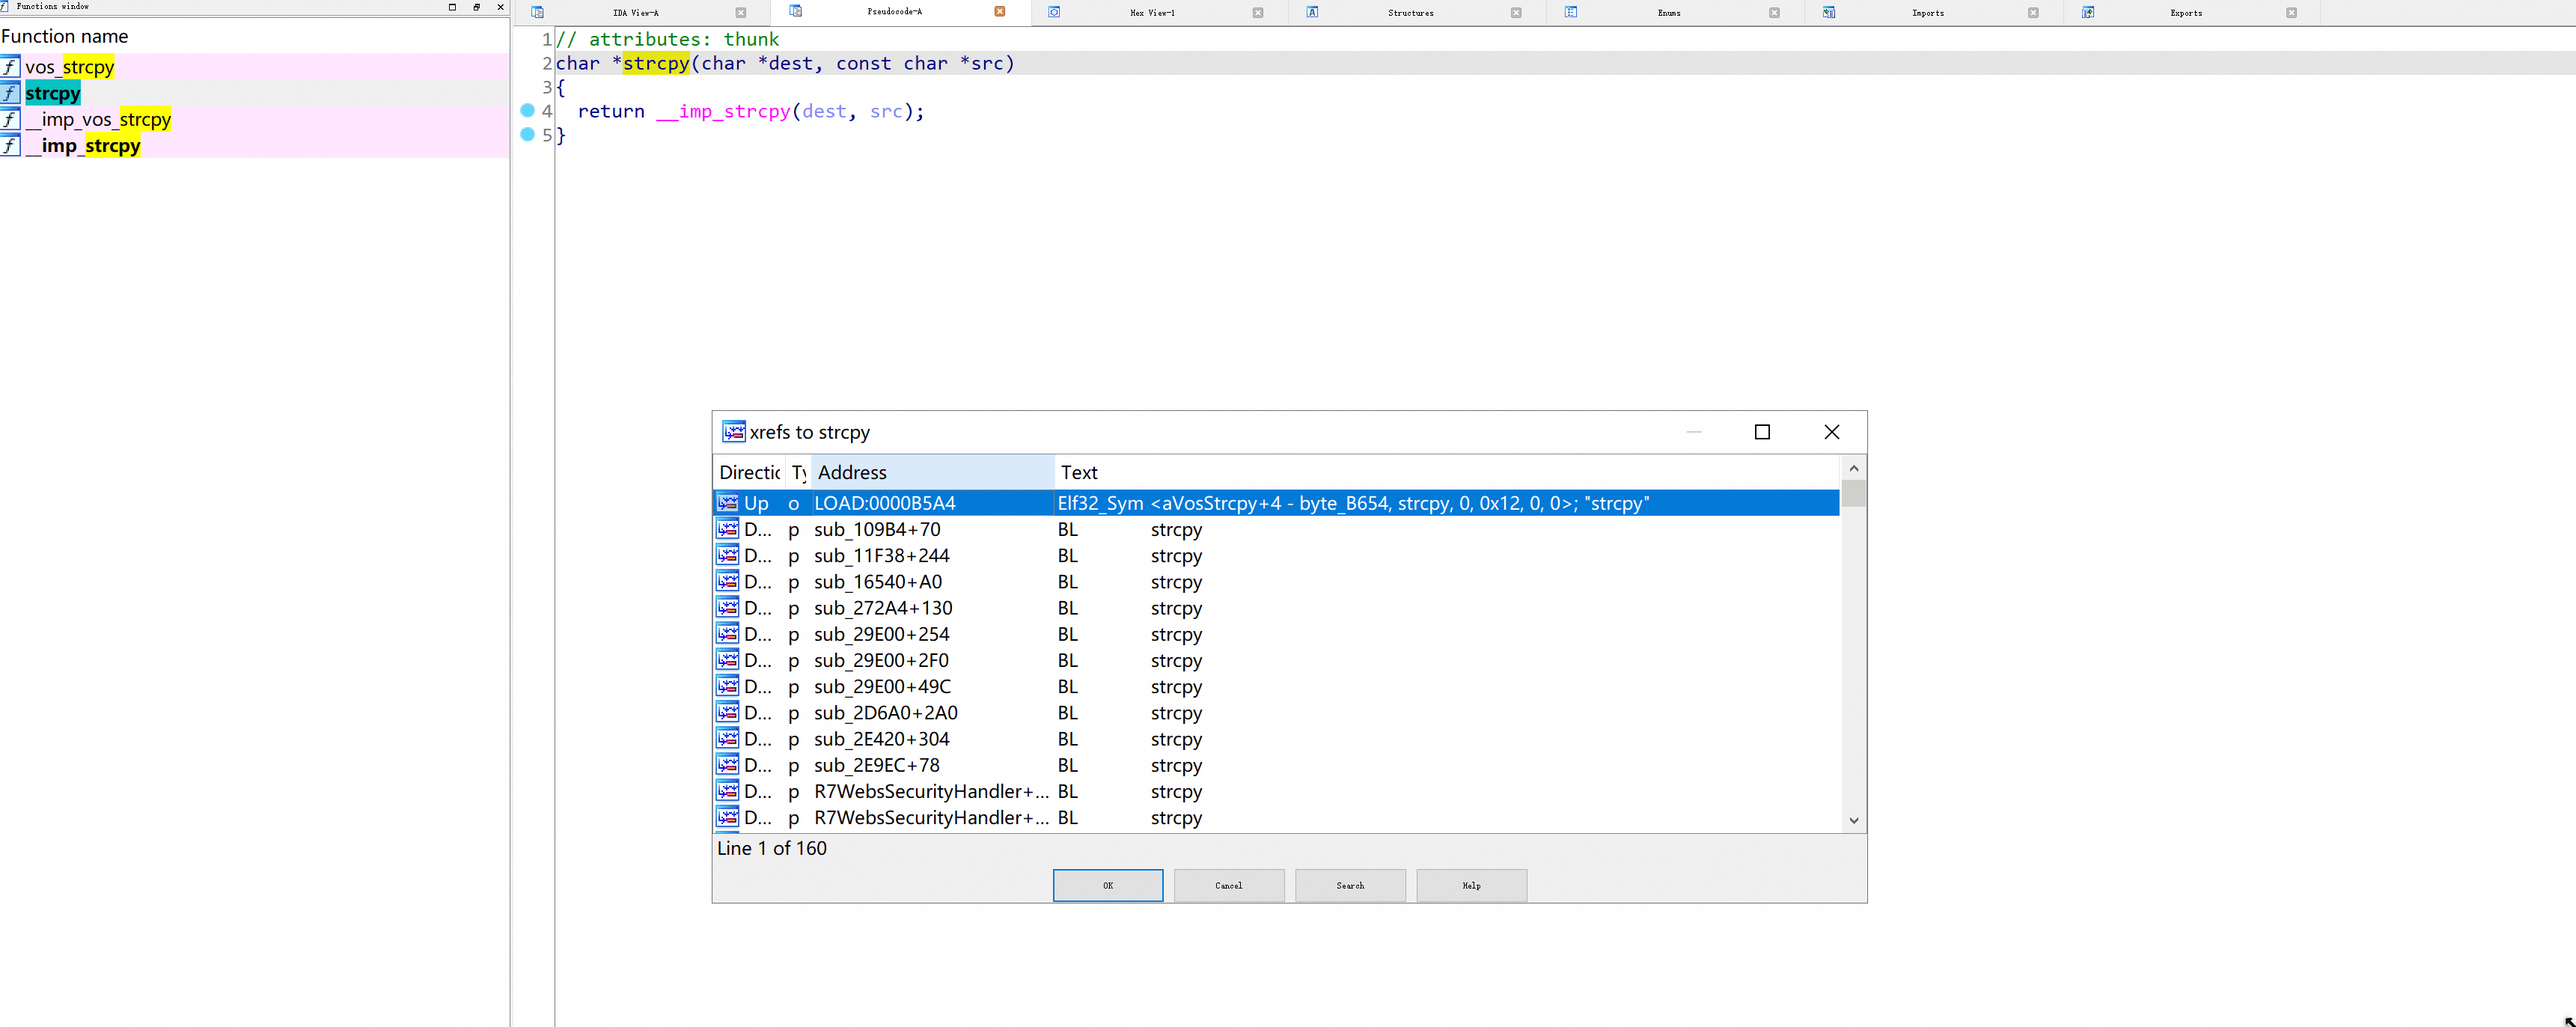 Functions window
Function name
vos_strcpy
strcpy
__imp_vos_strcpy
__imp_strcpy
IDA View-A
Pseudocode-A
Hex View-1
Structures
Enums
Imports
Exports
1 // attributes: thunk
2 char *strcpy(char *dest, const char *src)
3 {
4 return __imp_strcpy(dest, src);
5 }
xrefs to strcpy
Directic Ty Address Text
Up o LOAD:0000B5A4 Elf32_Sym <aVosStrcpy+4 - byte_B654, strcpy, 0, 0x12, 0, 0>; "strcpy"
D... p sub_109B4+70 BL strcpy
D... p sub_11F38+244 BL strcpy
D... p sub_16540+A0 BL strcpy
D... p sub_272A4+130 BL strcpy
D... p sub_29E00+254 BL strcpy
D... p sub_29E00+2F0 BL strcpy
D... p sub_29E00+49C BL strcpy
D... p sub_2D6A0+2A0 BL strcpy
D... p sub_2E420+304 BL strcpy
D... p sub_2E9EC+78 BL strcpy
D... p R7WebsSecurityHandler+... BL strcpy
D... p R7WebsSecurityHandler+... BL strcpy
Line 1 of 160
OK
Cancel
Search
Help